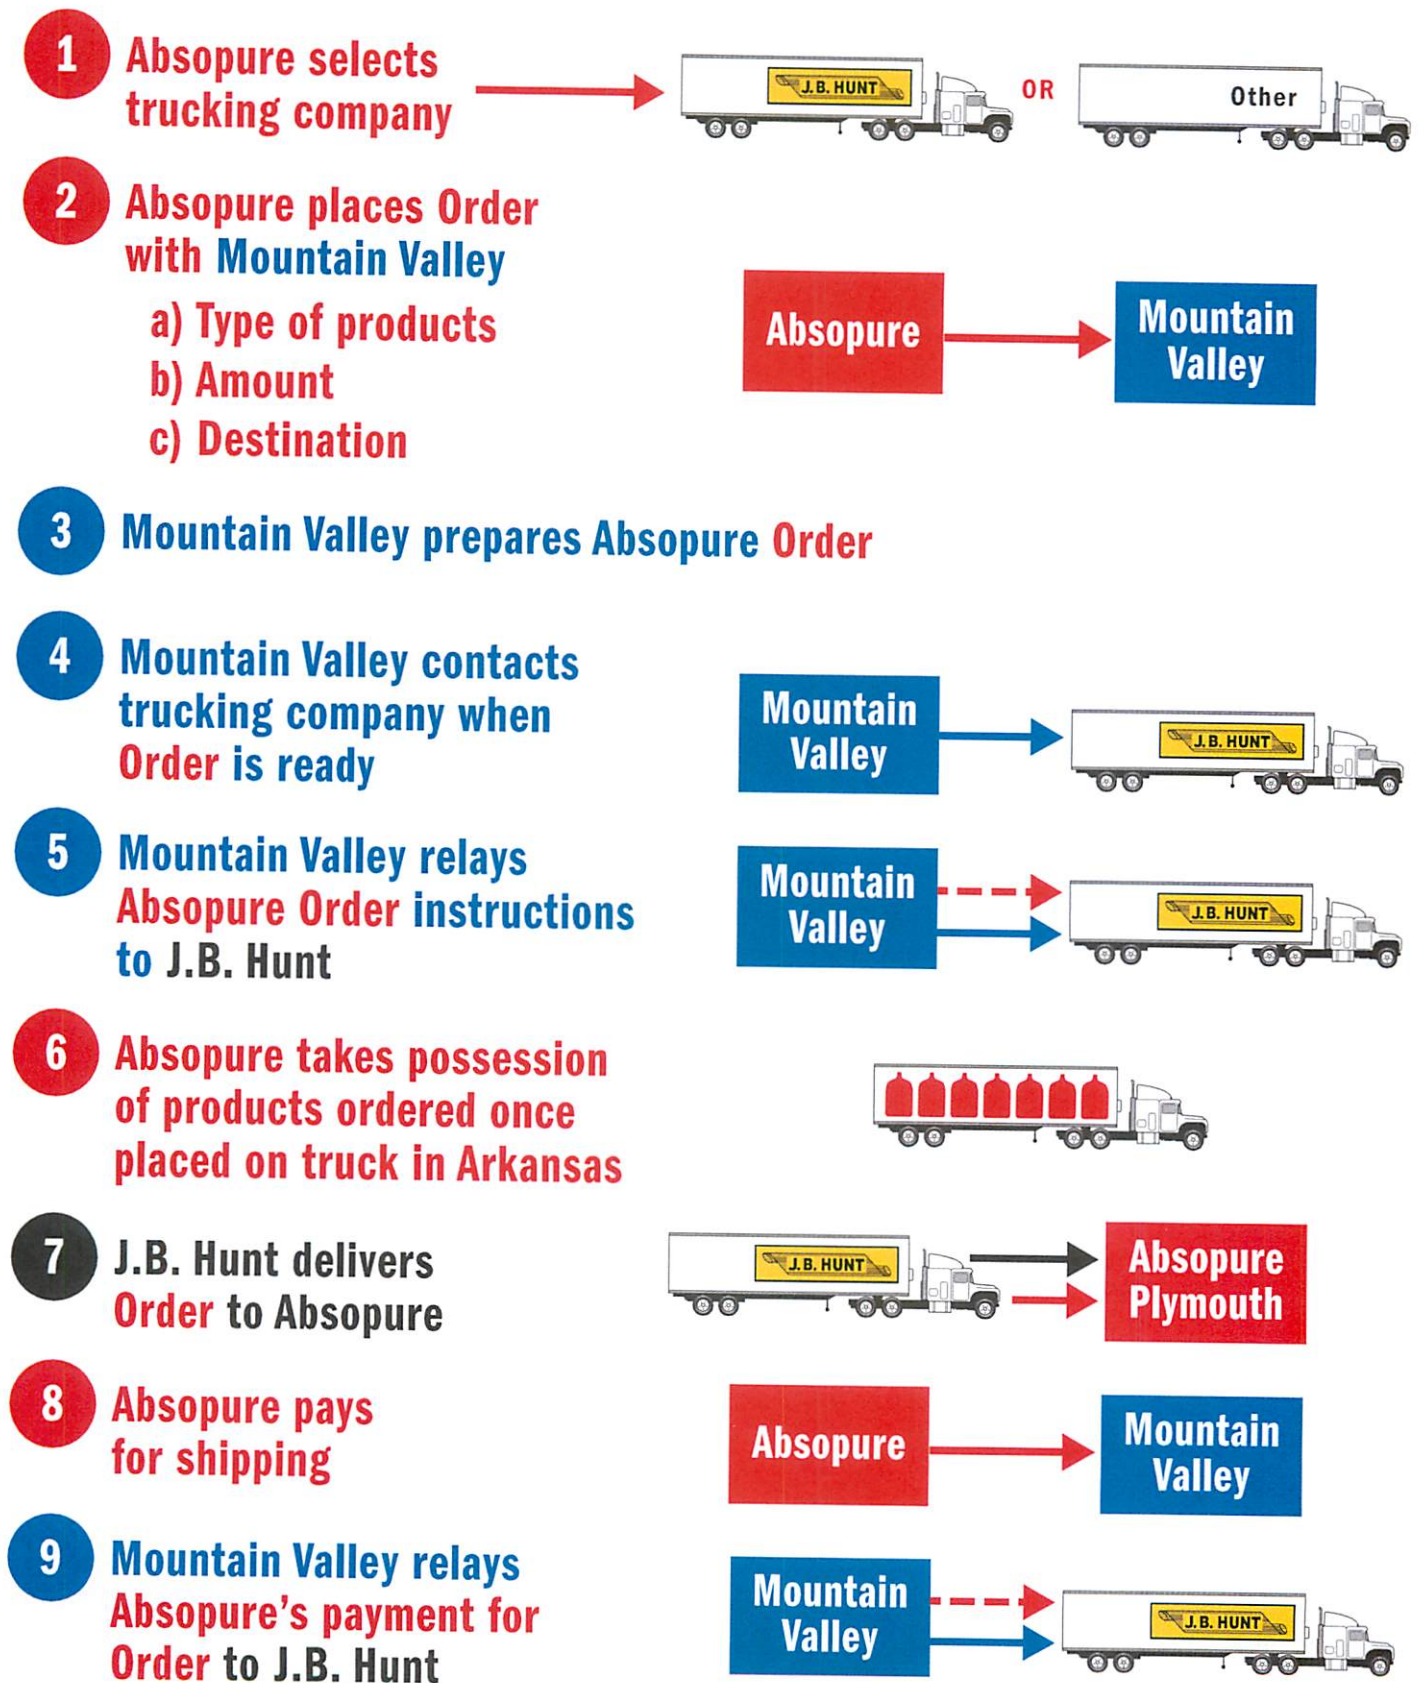 1 Absopure selects
trucking company
J.B. HUNT
OR
Other
2 Absopure places Order
with Mountain Valley
a) Type of products
b) Amount
c) Destination
Absopure
Mountain
Valley
3 Mountain Valley prepares Absopure Order
4 Mountain Valley contacts
trucking company when
Order is ready
Mountain
Valley
J.B. HUNT
5 Mountain Valley relays
Absopure Order instructions
to J.B. Hunt
Mountain
Valley
J.B. HUNT
6 Absopure takes possession
of products ordered once
placed on truck in Arkansas
7 J.B. Hunt delivers
Order to Absopure
J.B. HUNT
Absopure
Plymouth
8 Absopure pays
for shipping
Absopure
Mountain
Valley
9 Mountain Valley relays
Absopure's payment for
Order to J.B. Hunt
Mountain
Valley
J.B. HUNT